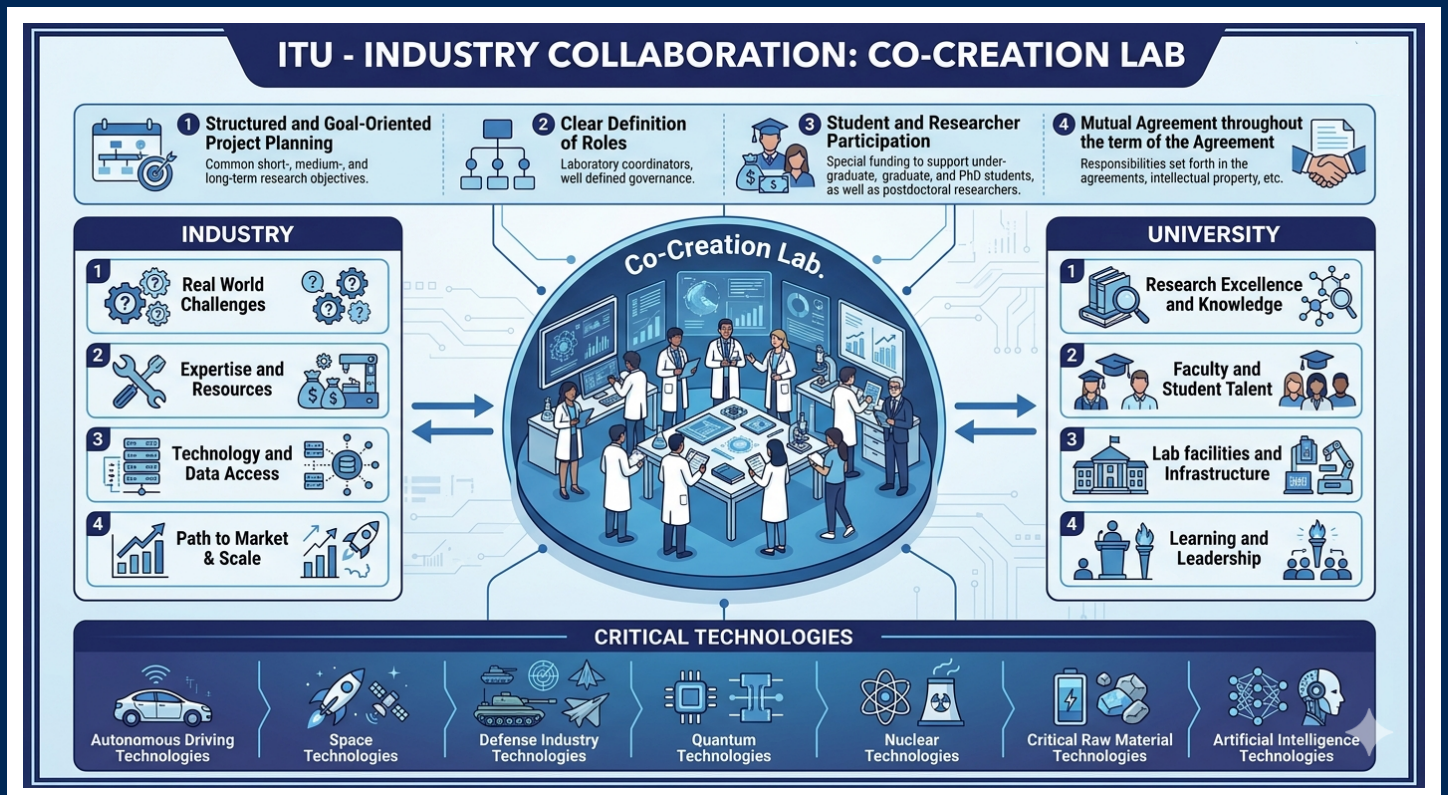 ITU - INDUSTRY COLLABORATION: CO-CREATION LAB
1 Structured and Goal-Oriented
Project Planning
Common short-, medium-, and
long-term research objectives.
2 Clear Definition
of Roles
Laboratory coordinators,
well defined governance.
3 Student and Researcher
Participation
Special funding to support under-
graduate, graduate, and PhD students,
as well as postdoctoral researchers.
4 Mutual Agreement throughout
the term of the Agreement
Responsibilities set forth in the
agreements, intellectual property, etc.
INDUSTRY
1 Real World
Challenges
2 Expertise and
Resources
3 Technology and
Data Access
4 Path to Market
& Scale
Co-Creation Lab.
UNIVERSITY
1 Research Excellence
and Knowledge
2 Faculty and
Student Talent
3 Lab facilities and
Infrastructure
4 Learning and
Leadership
CRITICAL TECHNOLOGIES
Autonomous Driving
Technologies
Space
Technologies
Defense Industry
Technologies
Quantum
Technologies
Nuclear
Technologies
Critical Raw Material
Technologies
Artificial Intelligence
Technologies